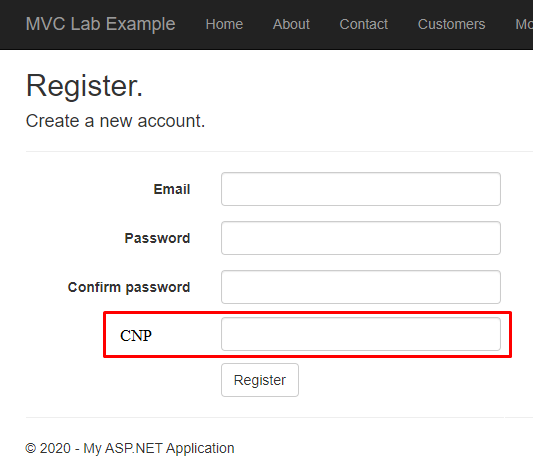 MVC Lab Example Home About Contact Customers Mo
Register.
Create a new account.
Email
Password
Confirm password
CNP
Register
© 2020 - My ASP.NET Application